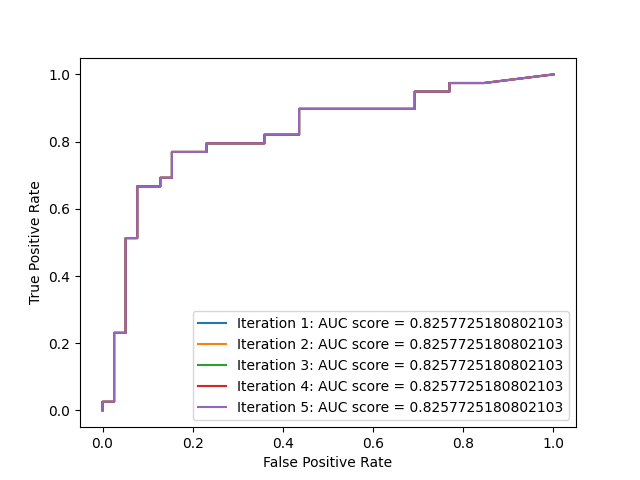 1.0
0.8
0.6
0.4
0.2
0.0
True Positive Rate
Iteration 1: AUC score = 0.8257725180802103
Iteration 2: AUC score = 0.8257725180802103
Iteration 3: AUC score = 0.8257725180802103
Iteration 4: AUC score = 0.8257725180802103
Iteration 5: AUC score = 0.8257725180802103
0.0 0.2 0.4 0.6 0.8 1.0
False Positive Rate